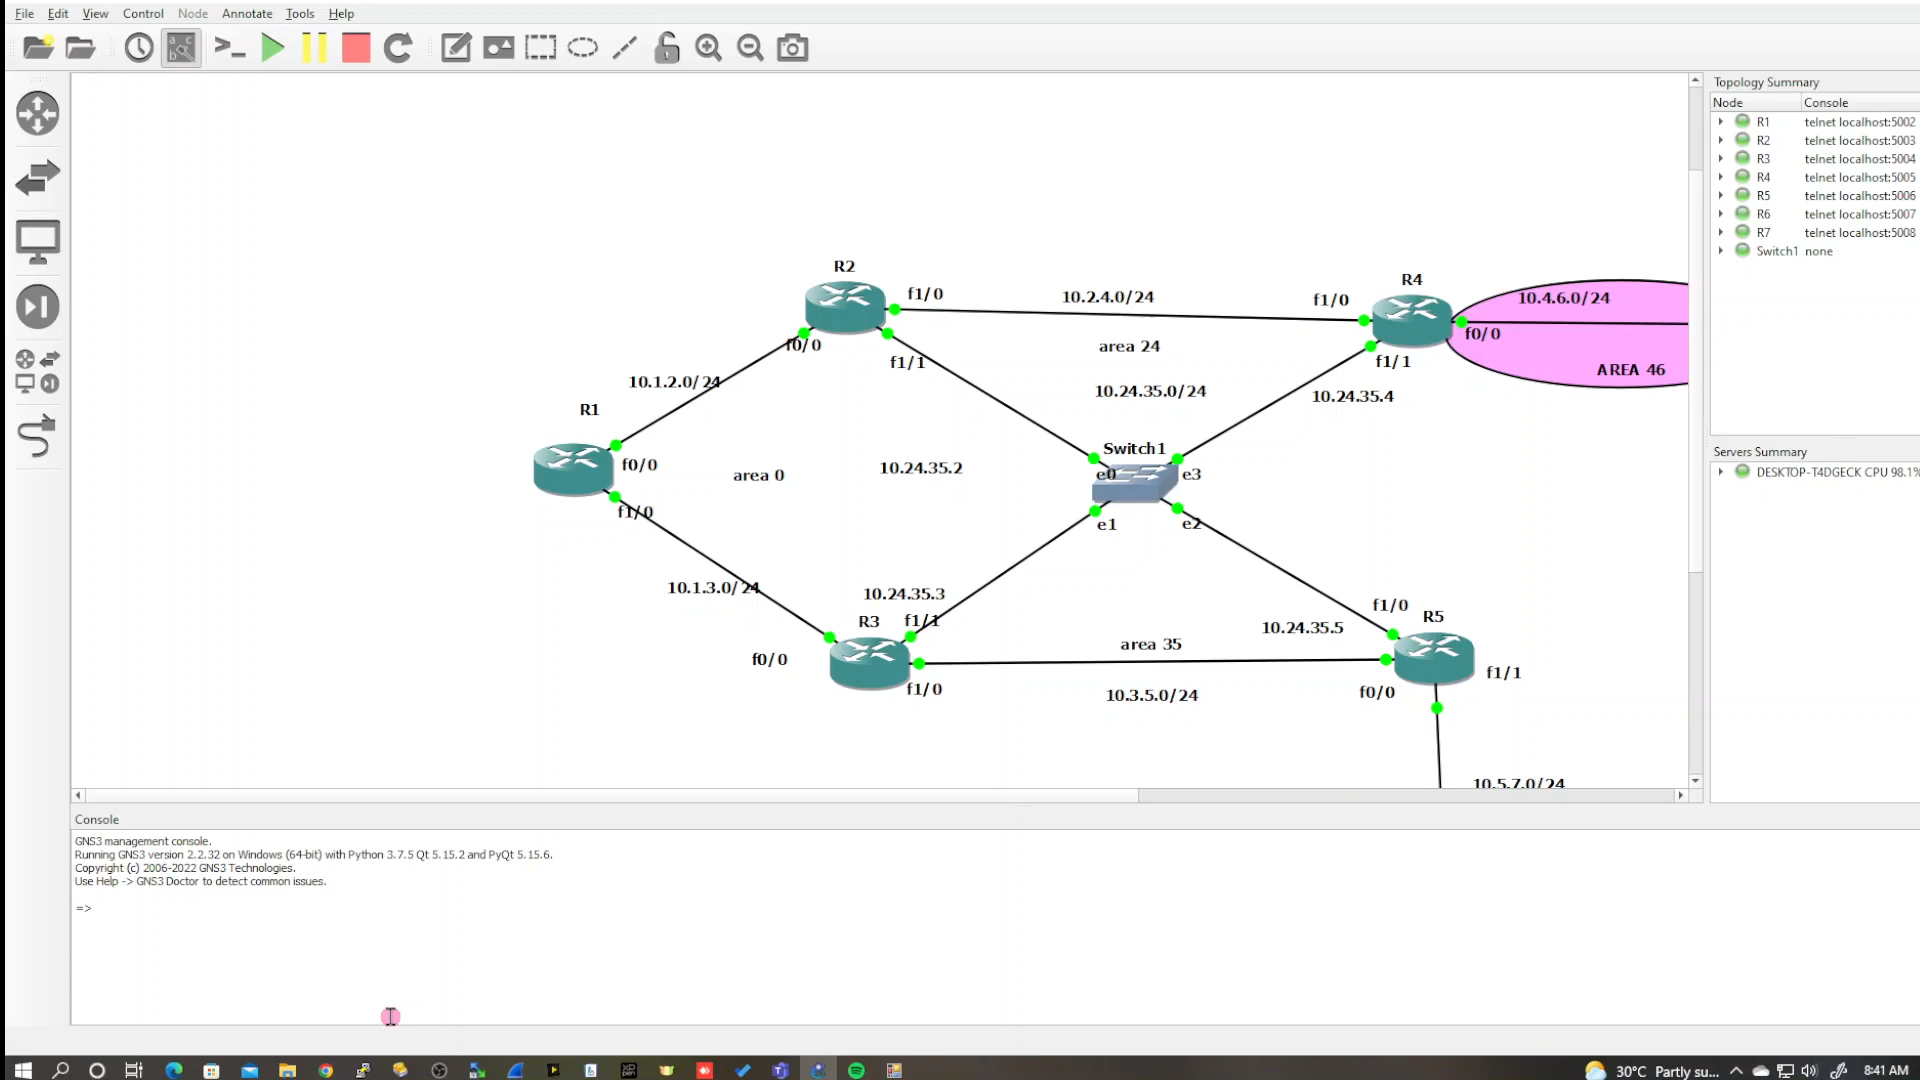 File Edit View Control Node Annotate Tools Help
Topology Summary
Node Console
R1 telnet localhost:5002
R2 telnet localhost:5003
R3 telnet localhost:5004
R4 telnet localhost:5005
R5 telnet localhost:5006
R6 telnet localhost:5007
R7 telnet localhost:5008
Switch1 none
Servers Summary
DESKTOP-T4DGECK CPU 98.1%
R2
R4
f1/0
10.2.4.0/24
f1/0
10.4.6.0/24
f0/0
f0/0
area 24
f1/1
f1/1
AREA 46
10.1.2.0/24
10.24.35.0/24
10.24.35.4
R1
Switch1
f0/0
area 0
10.24.35.2
e0
e3
f1/0
e1
e2
10.1.3.0/24
10.24.35.3
f1/0
R3
f1/1
10.24.35.5
R5
f0/0
area 35
f1/1
f1/0
10.3.5.0/24
f0/0
10.5.7.0/24
Console
GNS3 management console.
Running GNS3 version 2.2.32 on Windows (64-bit) with Python 3.7.5 Qt 5.15.2 and PyQt 5.15.6.
Copyright (c) 2006-2022 GNS3 Technologies.
Use Help -> GNS3 Doctor to detect common issues.
=>
30°C Partly su... 8:41 AM